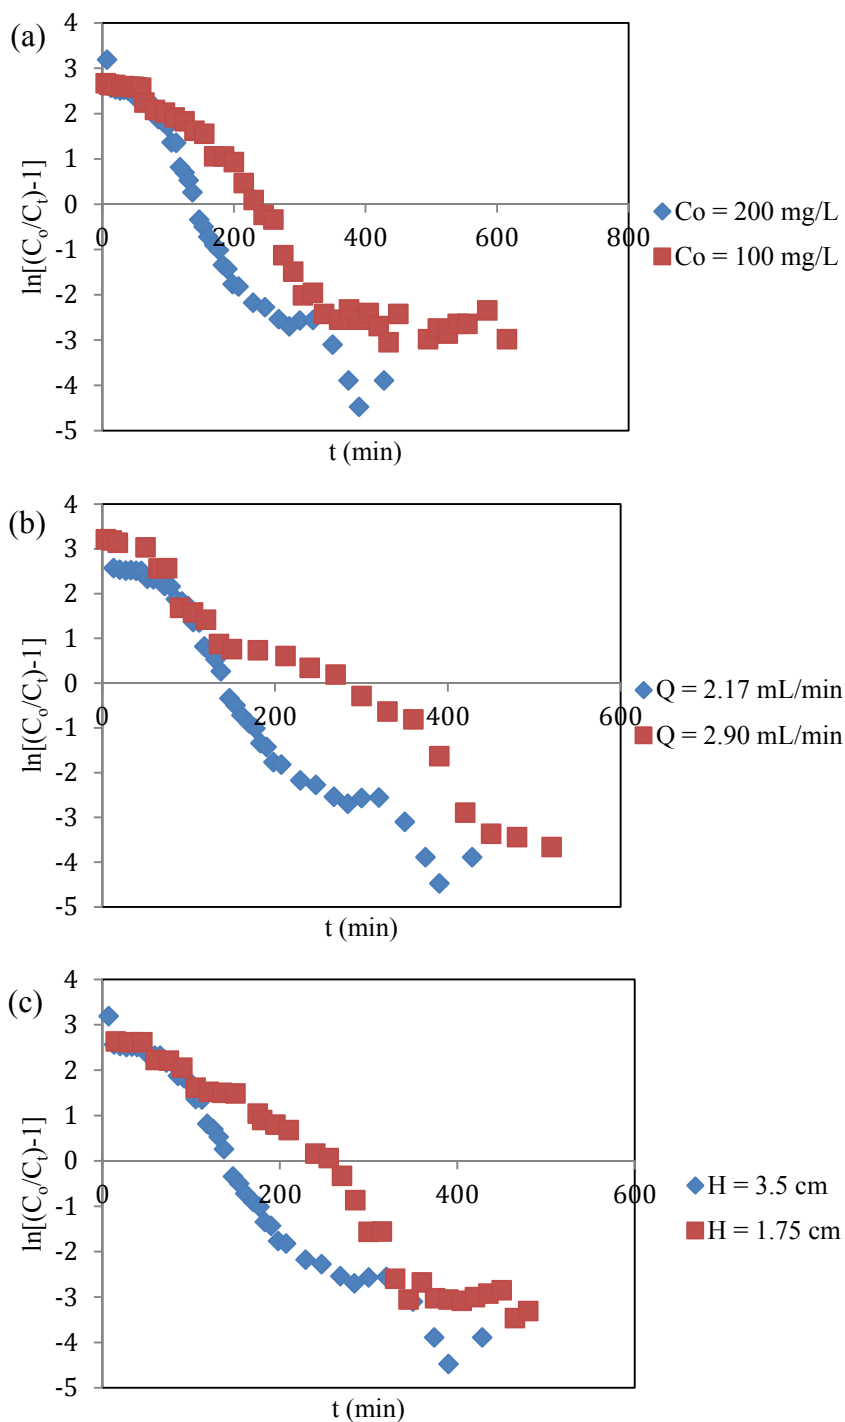 (a)
4
3
2
1
0
-1
-2
-3
-4
-5
0
200
400
600
800
ln[(Co/Ct)-1]
t (min)
Co = 200 mg/L
Co = 100 mg/L
(b)
4
3
2
1
0
-1
-2
-3
-4
-5
0
200
400
600
ln[(Co/Ct)-1]
t (min)
Q = 2.17 mL/min
Q = 2.90 mL/min
(c)
4
3
2
1
0
-1
-2
-3
-4
-5
0
200
400
600
ln[(Co/Ct)-1]
t (min)
H = 3.5 cm
H = 1.75 cm